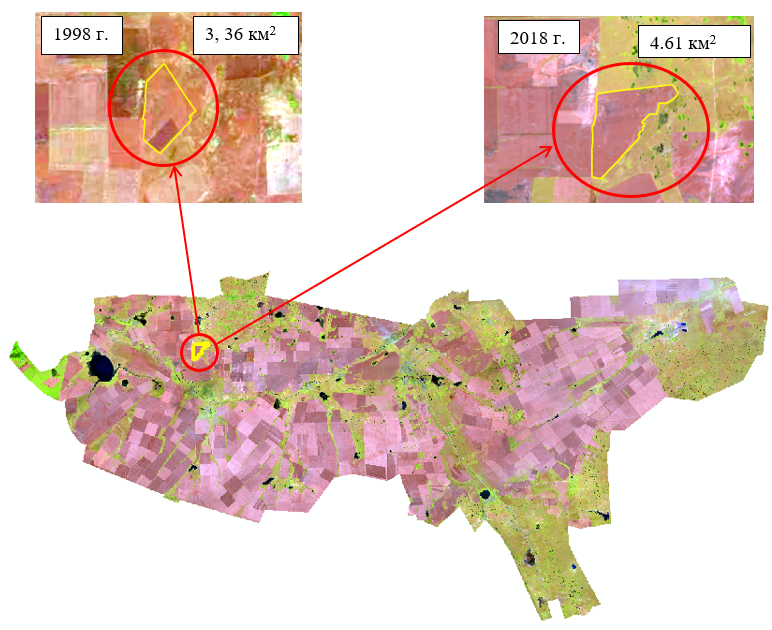 1998 г.
3, 36 км²
2018 г.
4.61 км²